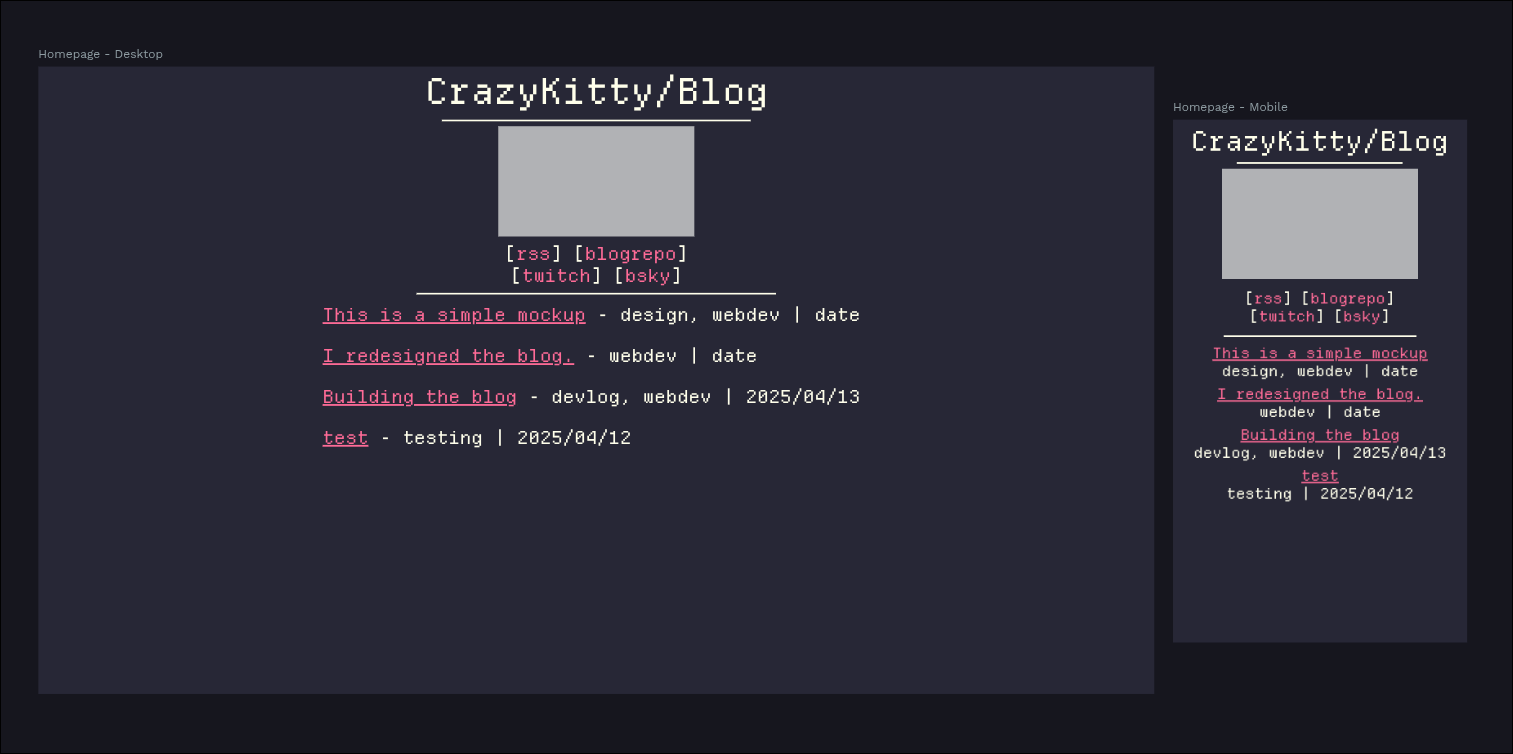 Homepage - Desktop
CrazyKitty/Blog
[rss] [blogrepo]
[twitch] [bsky]
This is a simple mockup - design, webdev | date
I redesigned the blog. - webdev | date
Building the blog - devlog, webdev | 2025/04/13
test - testing | 2025/04/12
Homepage - Mobile
CrazyKitty/Blog
[rss] [blogrepo]
[twitch] [bsky]
This is a simple mockup
design, webdev | date
I redesigned the blog.
webdev | date
Building the blog
devlog, webdev | 2025/04/13
test
testing | 2025/04/12